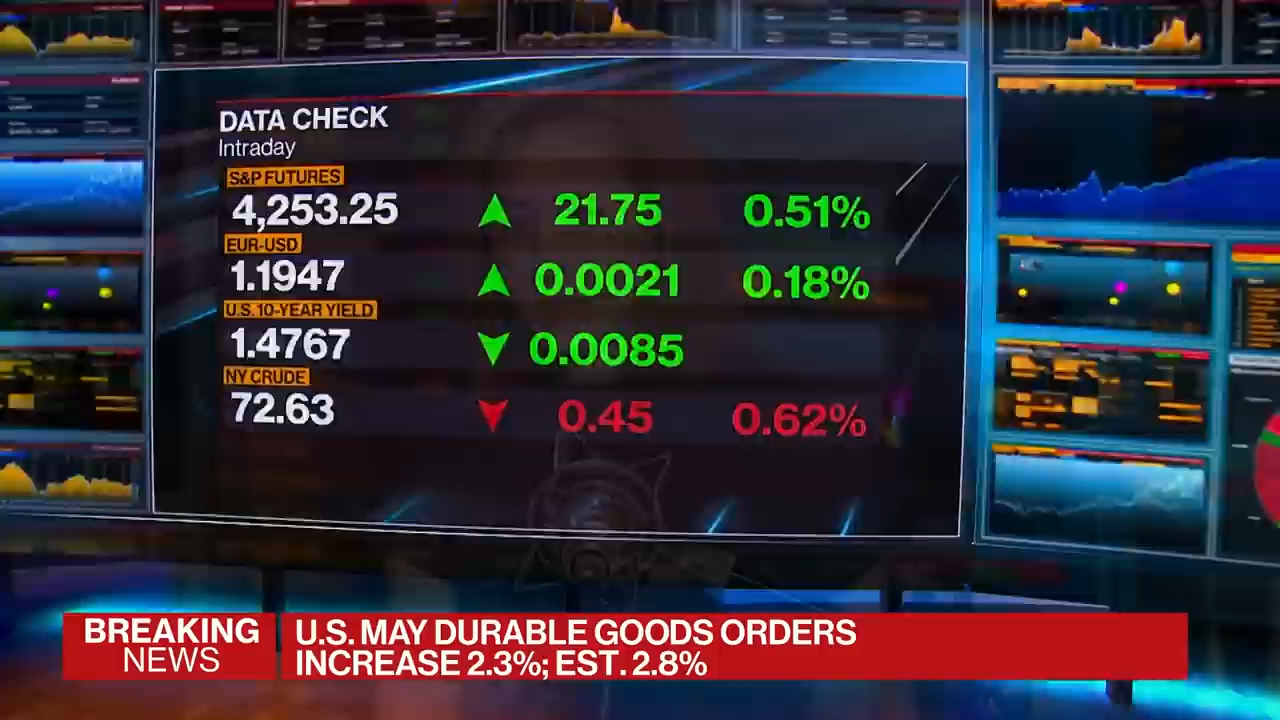 DATA CHECK
Intraday
S&P FUTURES
4,253.25 21.75 0.51%
EUR-USD
1.1947 0.0021 0.18%
U.S. 10-YEAR YIELD
1.4767 0.0085
NY CRUDE
72.63 0.45 0.62%
BREAKING
NEWS
U.S. MAY DURABLE GOODS ORDERS
INCREASE 2.3%; EST. 2.8%